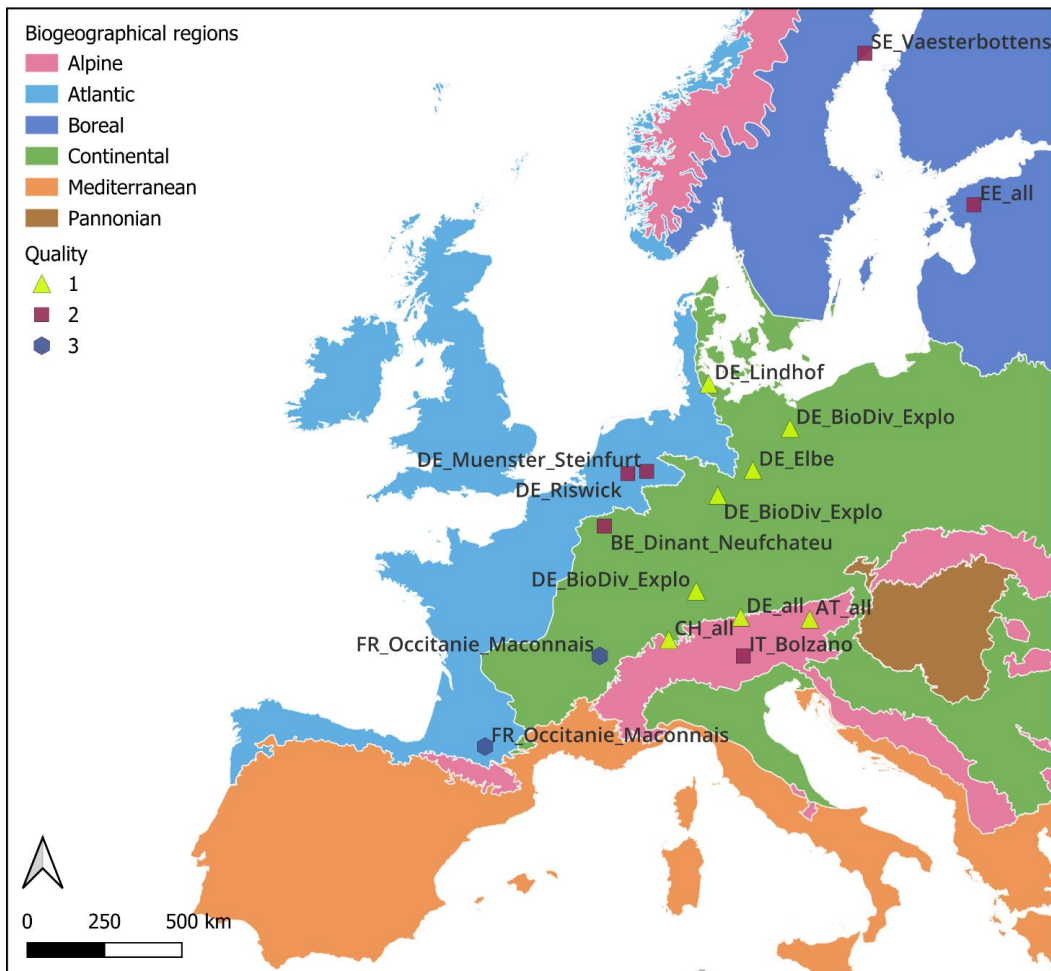 Biogeographical regions
Alpine
Atlantic
Boreal
Continental
Mediterranean
Pannonian
Quality
1
2
3
SE_Vaesterbottens
EE_all
DE_Lindhof
DE_BioDiv_Explo
DE_Muenster_Steinfurt
DE_Elbe
DE_Riswick
DE_BioDiv_Explo
BE_Dinant_Neufchateu
DE_BioDiv_Explo
DE_all
AT_all
CH_all
FR_Occitanie_Maconnais
IT_Bolzano
FR_Occitanie_Maconnais
0 250 500 km